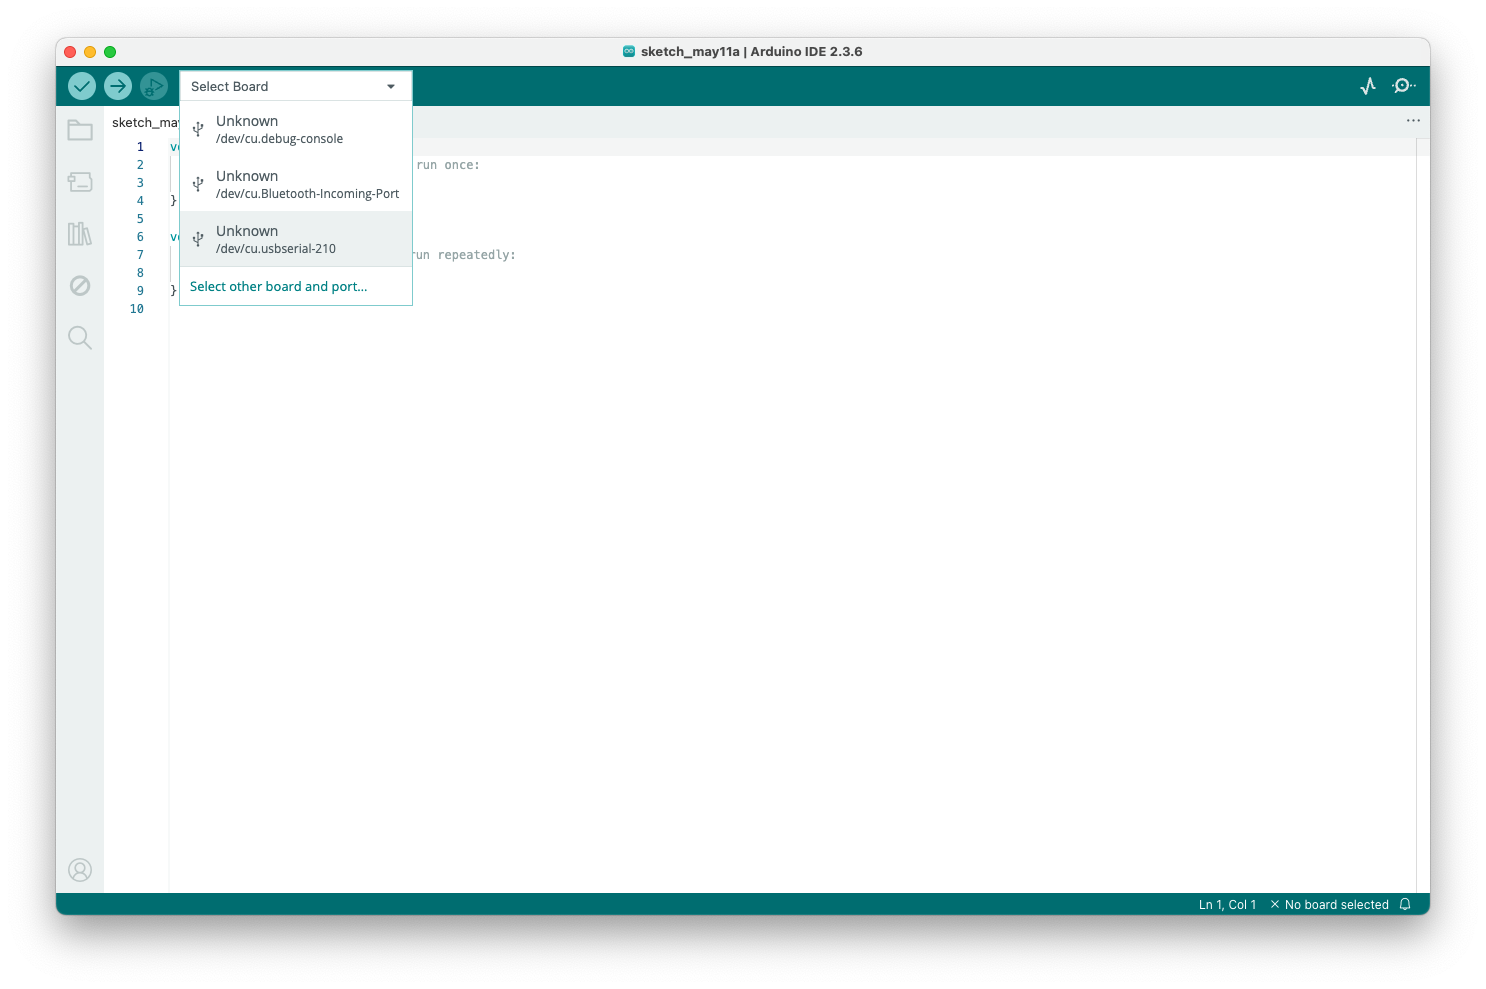 sketch_may11a | Arduino IDE 2.3.6
Select Board
sketch_may
Unknown
/dev/cu.debug-console
Unknown
/dev/cu.Bluetooth-Incoming-Port
Unknown
/dev/cu.usbserial-210
Select other board and port...
1 v
2 run once:
3
4 }
5
6 v
7 run repeatedly:
8
9 }
10
Ln 1, Col 1 × No board selected